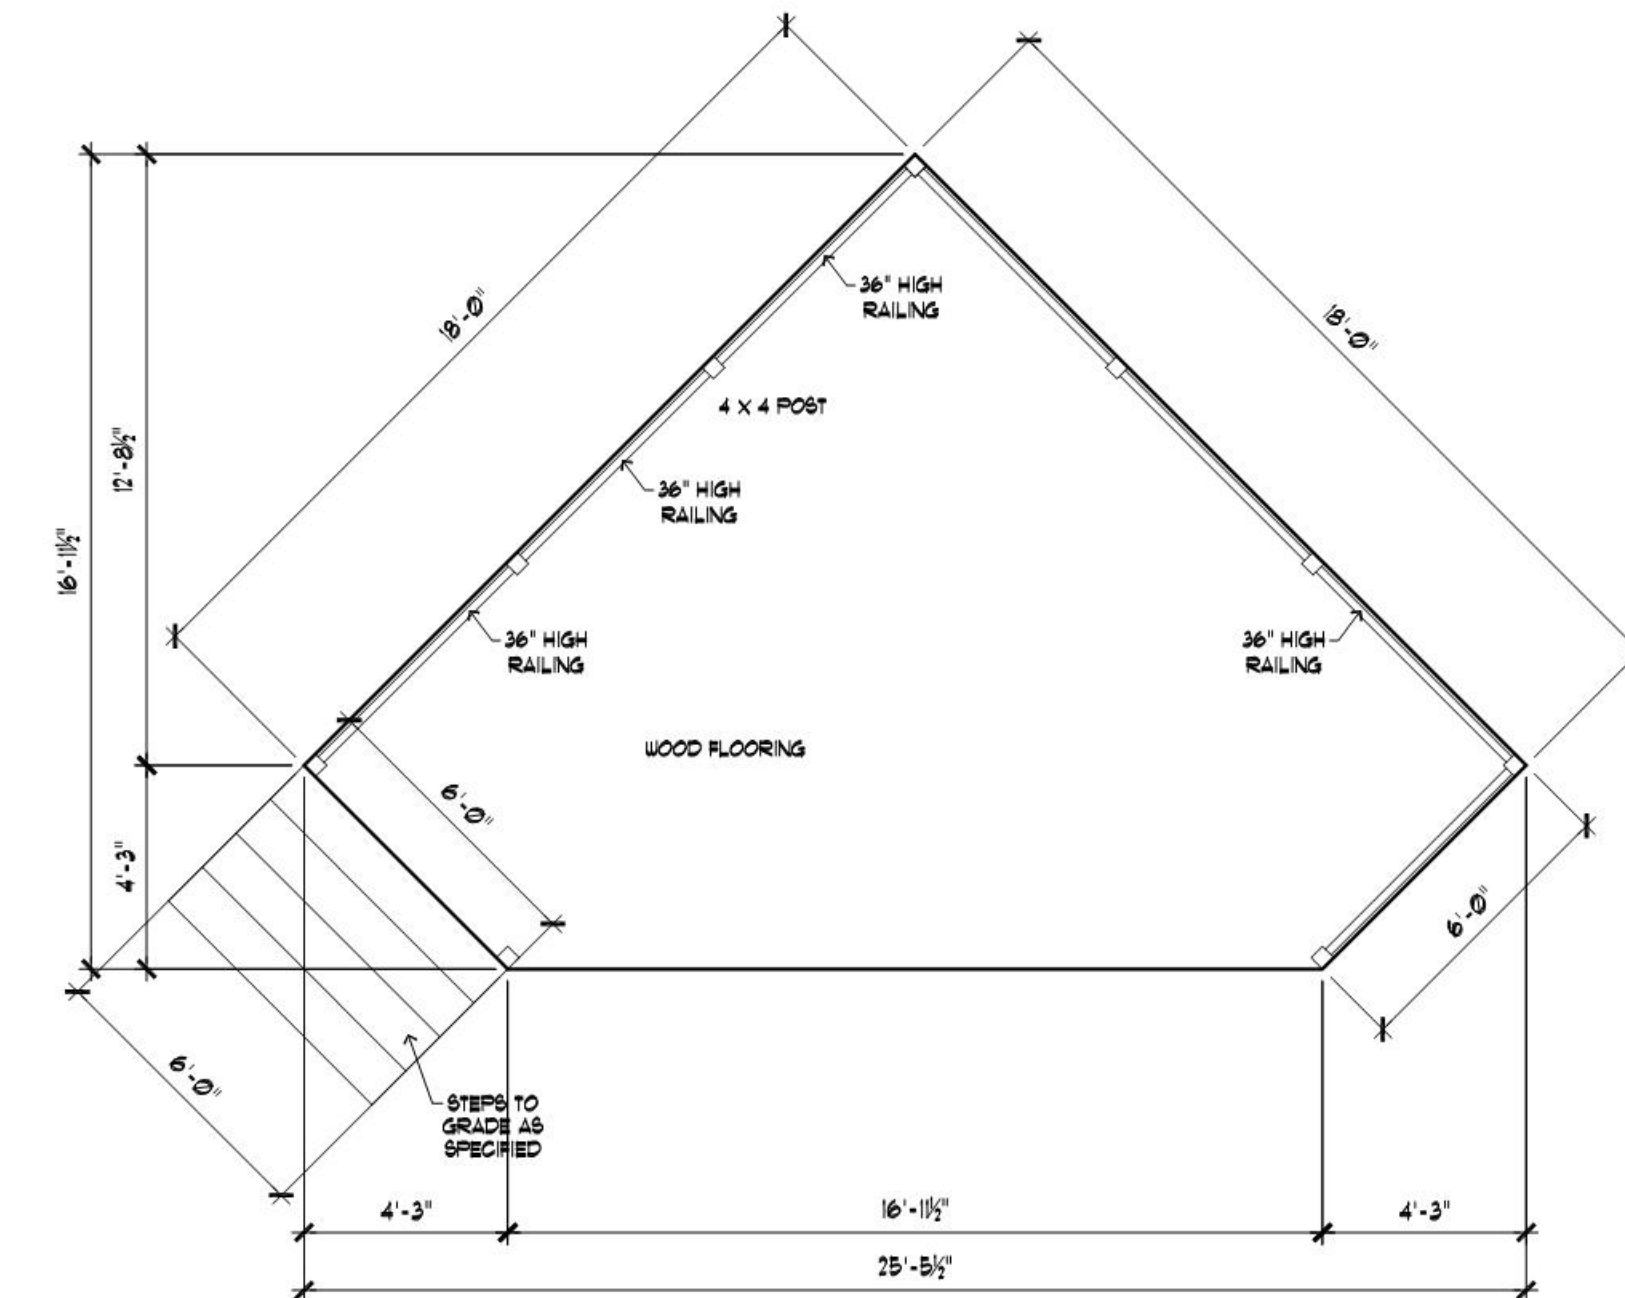 18'-0"
18'-0"
36" HIGH
RAILING
4 X 4 POST
12'-8½"
36" HIGH
RAILING
16'-11½"
36" HIGH
RAILING
36" HIGH
RAILING
WOOD FLOORING
6'-0"
4'-3"
6'-0"
6'-0"
STEPS TO
GRADE AS
SPECIFIED
4'-3"
16'-11½"
4'-3"
25'-5½"